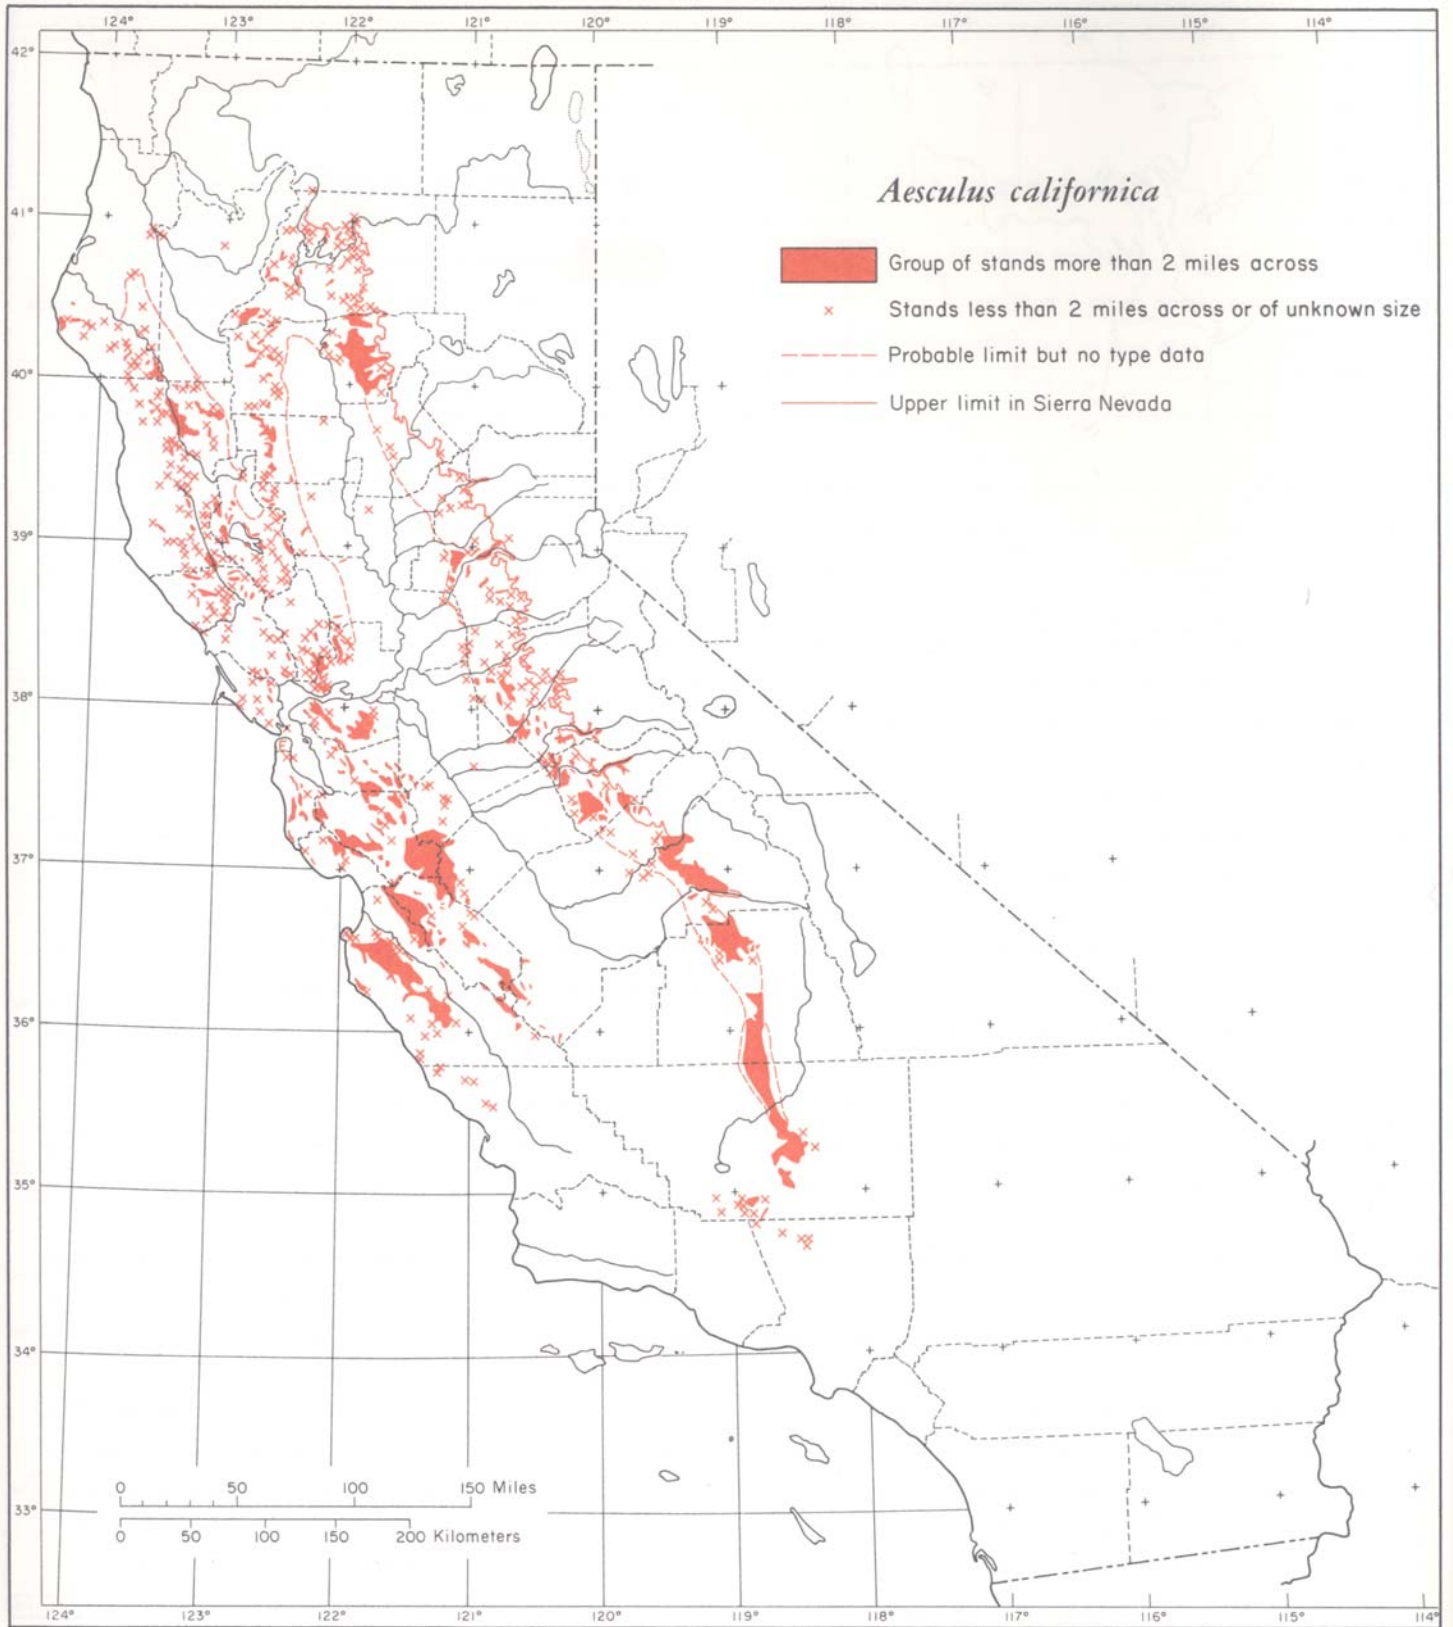 124° 123° 122° 121° 120° 119° 118° 117° 116° 115° 114°
42°
41°
40°
39°
38°
37°
36°
35°
34°
33°
Aesculus californica
Group of stands more than 2 miles across
× Stands less than 2 miles across or of unknown size
Probable limit but no type data
Upper limit in Sierra Nevada
0 50 100 150 Miles
0 50 100 150 200 Kilometers
124° 123° 122° 121° 120° 119° 118° 117° 116° 115° 114°